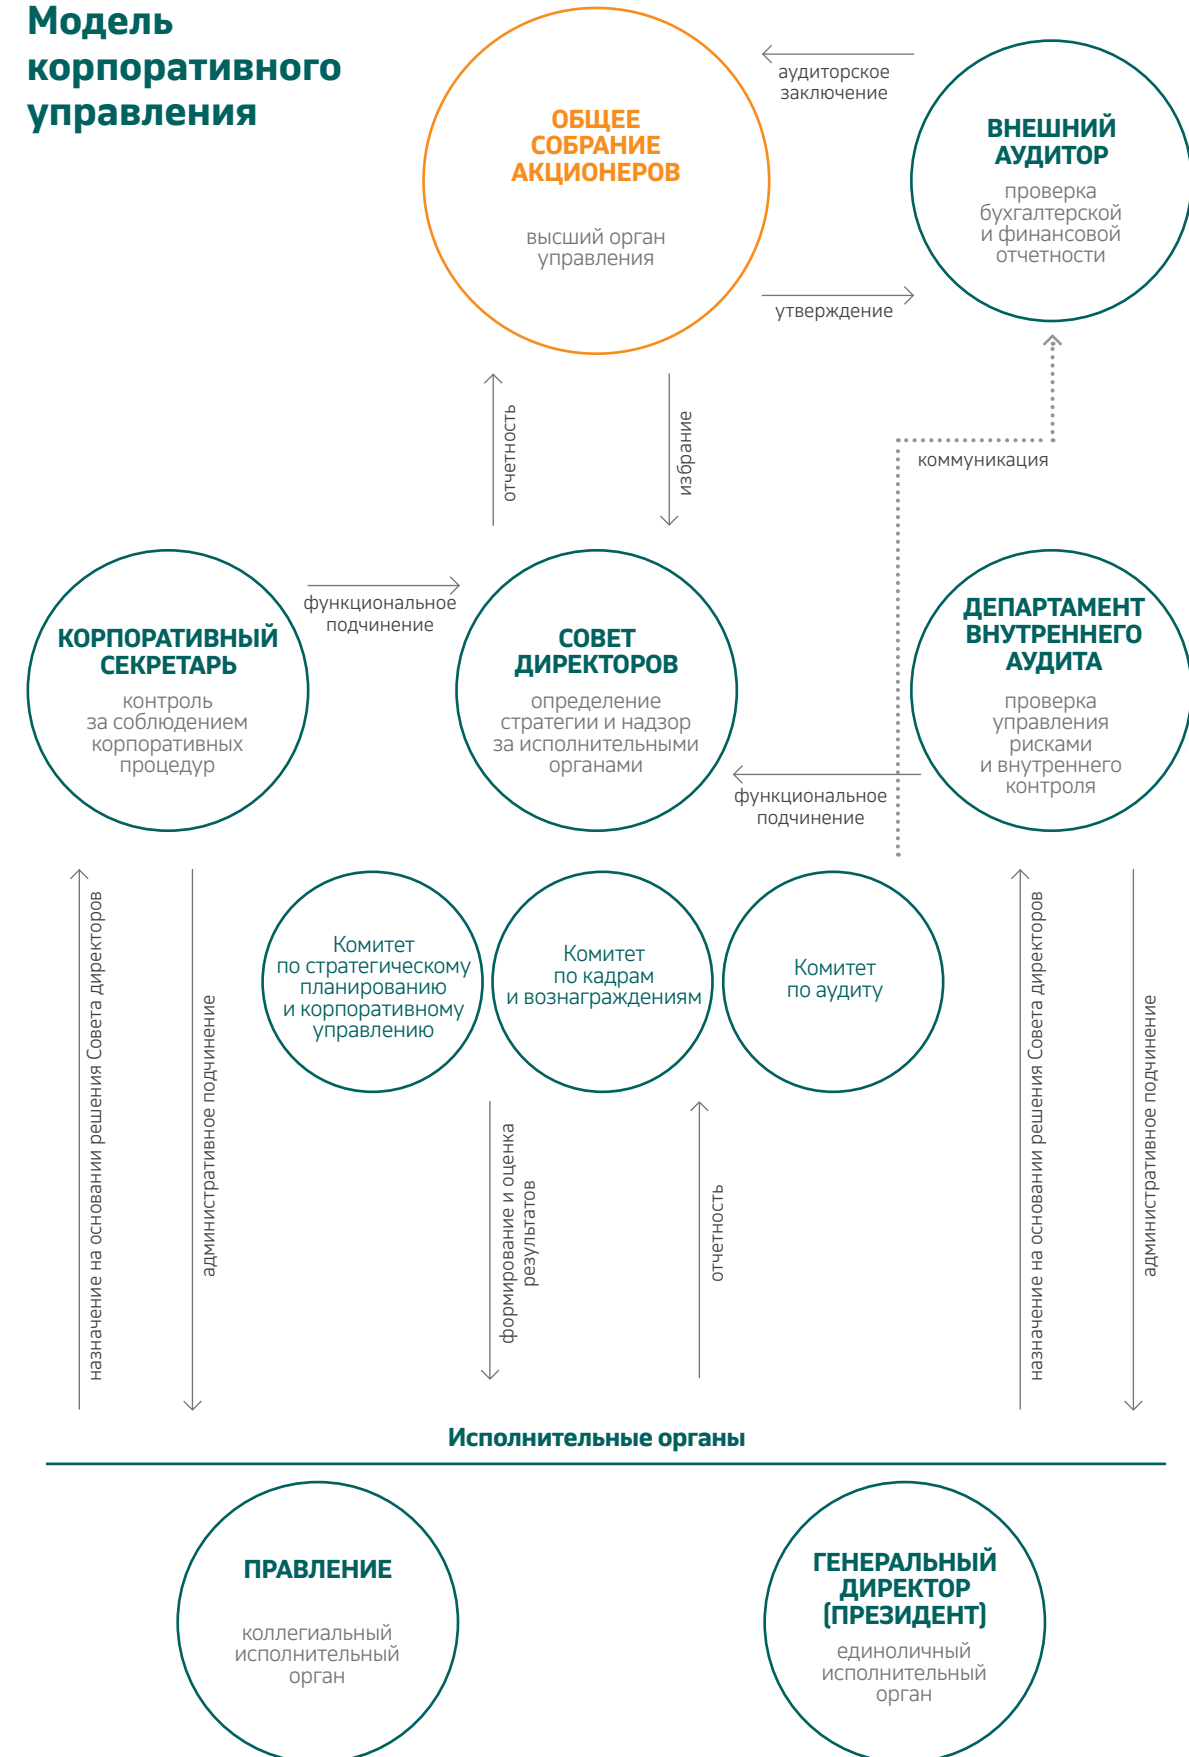 Модель
корпоративного
управления
ОБЩЕЕ
СОБРАНИЕ
АКЦИОНЕРОВ
высший орган
управления
аудиторское
заключение
ВНЕШНИЙ
АУДИТОР
проверка
бухгалтерской
и финансовой
отчетности
утверждение
отчетность
избрание
коммуникация
КОРПОРАТИВНЫЙ
СЕКРЕТАРЬ
контроль
за соблюдением
корпоративных
процедур
функциональное
подчинение
СОВЕТ
ДИРЕКТОРОВ
определение
стратегии и надзор
за исполнительными
органами
ДЕПАРТАМЕНТ
ВНУТРЕННЕГО
АУДИТА
проверка
управления
рисками
и внутреннего
контроля
функциональное
подчинение
Комитет
по стратегическому
планированию
и корпоративному
управлению
Комитет
по кадрам
и вознаграждениям
Комитет
по аудиту
назначение на основании решения Совета директоров
административное подчинение
формирование и оценка
результатов
отчетность
назначение на основании решения Совета директоров
административное подчинение
Исполнительные органы
ПРАВЛЕНИЕ
коллегиальный
исполнительный
орган
ГЕНЕРАЛЬНЫЙ
ДИРЕКТОР
(ПРЕЗИДЕНТ)
единоличный
исполнительный
орган